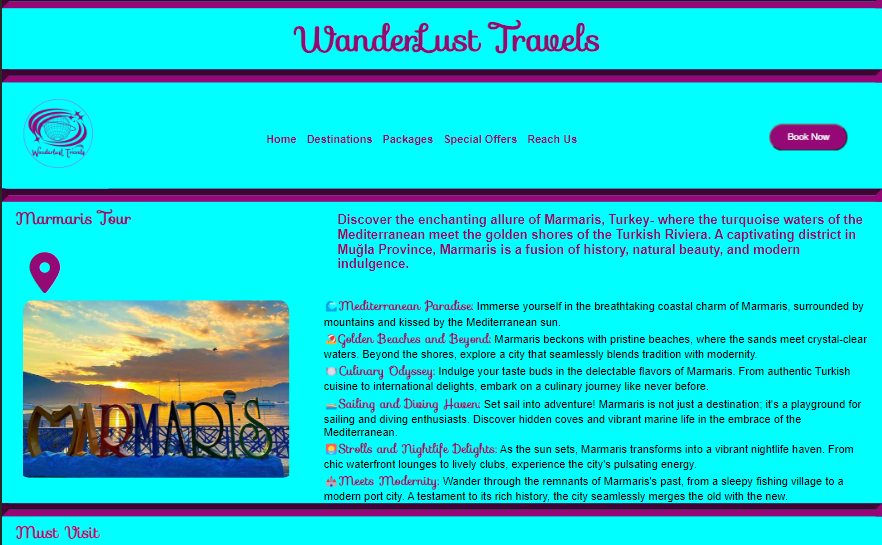 WanderLust Travels
Wanderlust Travels
Home Destinations Packages Special Offers Reach Us
Book Now
Marmaris Tour
Discover the enchanting allure of Marmaris, Turkey- where the turquoise waters of the
Mediterranean meet the golden shores of the Turkish Riviera. A captivating district in
Muğla Province, Marmaris is a fusion of history, natural beauty, and modern
indulgence.
MARMARIS
Mediterranean Paradise: Immerse yourself in the breathtaking coastal charm of Marmaris, surrounded by
mountains and kissed by the Mediterranean sun.
Golden Beaches and Beyond: Marmaris beckons with pristine beaches, where the sands meet crystal-clear
waters. Beyond the shores, explore a city that seamlessly blends tradition with modernity.
Culinary Odyssey: Indulge your taste buds in the delectable flavors of Marmaris. From authentic Turkish
cuisine to international delights, embark on a culinary journey like never before.
Sailing and Diving Haven: Set sail into adventure! Marmaris is not just a destination; it's a playground for
sailing and diving enthusiasts. Discover hidden coves and vibrant marine life in the embrace of the
Mediterranean.
Strolls and Nightlife Delights: As the sun sets, Marmaris transforms into a vibrant nightlife haven. From
chic waterfront lounges to lively clubs, experience the city's pulsating energy.
Meets Modernity: Wander through the remnants of Marmaris's past, from a sleepy fishing village to a
modern port city. A testament to its rich history, the city seamlessly merges the old with the new.
Must Visit